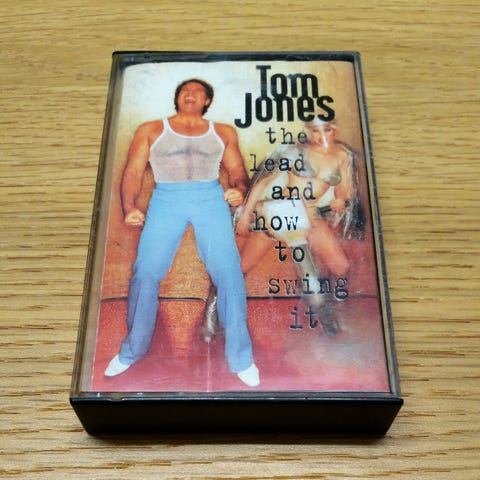 Tom
Jones
the
lead
and
how
to
swing
it